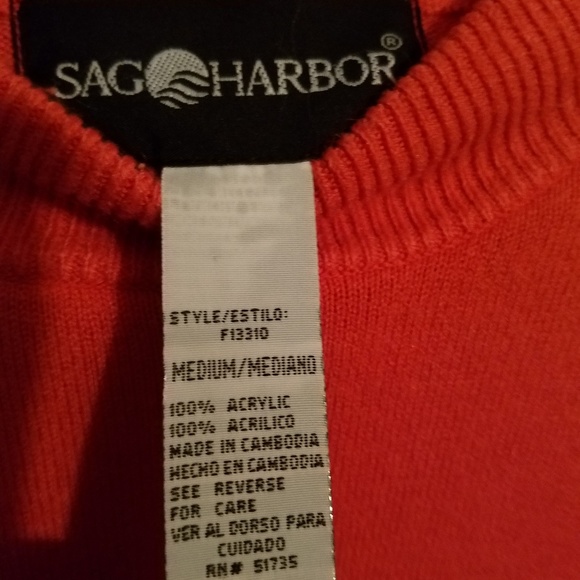 SAG HARBOR®
STYLE/ESTILO:
F13310
MEDIUM/MEDIANO
100% ACRYLIC
100% ACRILICO
MADE IN CAMBODIA
HECHO EN CAMBODIA
SEE REVERSE
FOR CARE
VER AL DORSO PARA
CUIDADO
RN# 51735